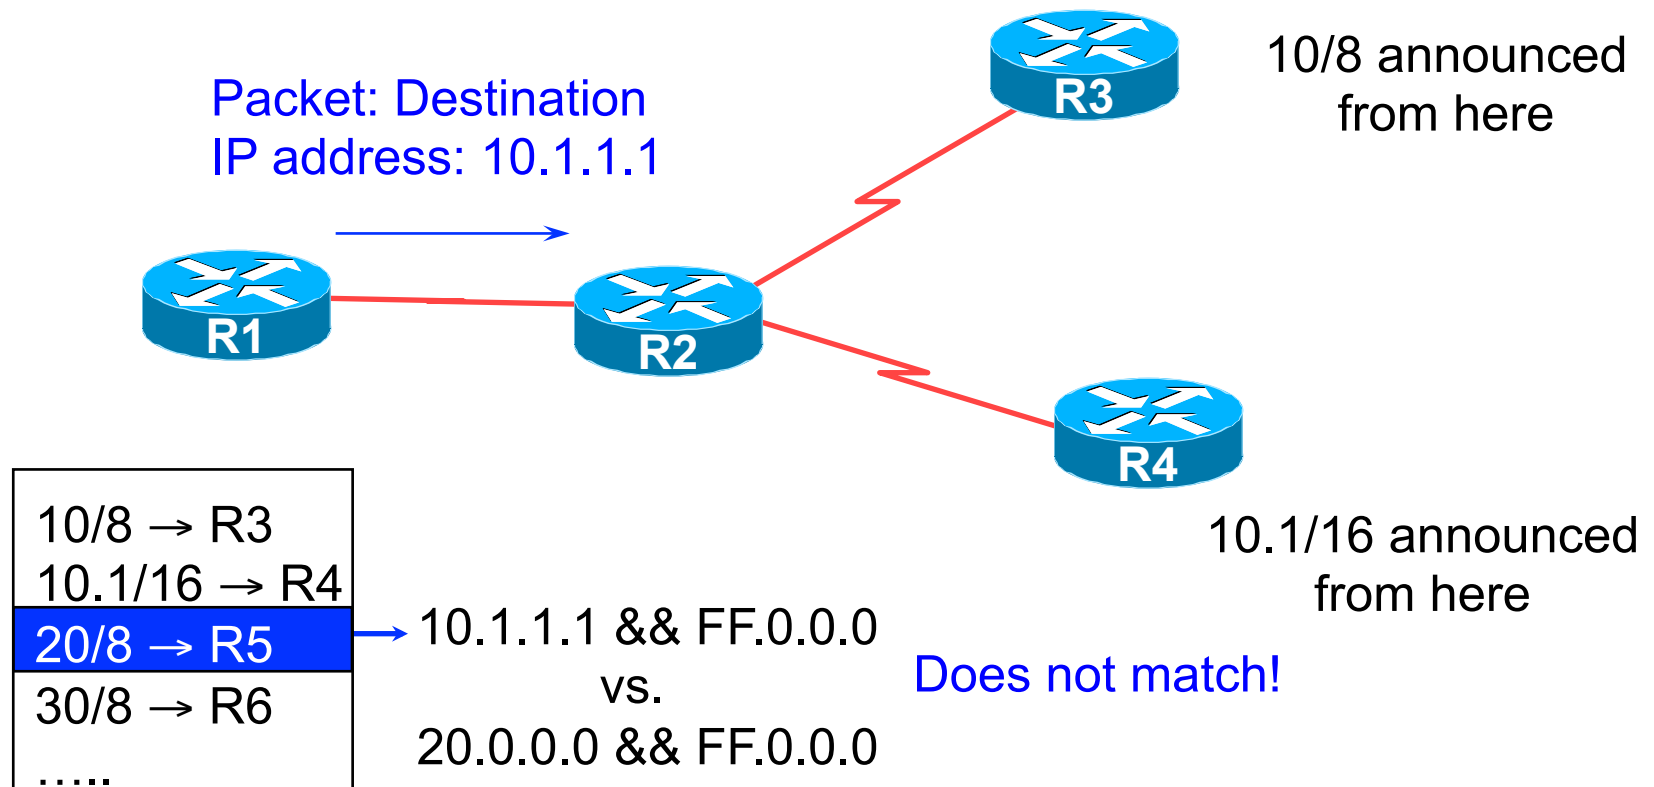 Packet: Destination
IP address: 10.1.1.1
R3
10/8 announced
from here
R1
R2
R4
10.1/16 announced
from here
10/8 → R3
10.1/16 → R4
20/8 → R5
30/8 → R6
.....
10.1.1.1 && FF.0.0.0
vs.
20.0.0.0 && FF.0.0.0
Does not match!